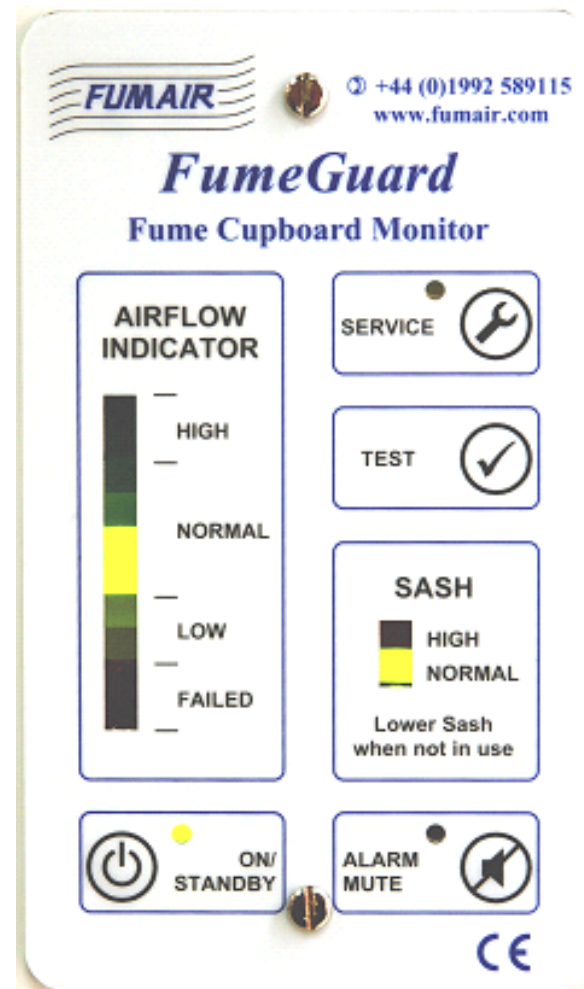 FUMAIR
+44 (0)1992 589115
www.fumair.com
FumeGuard
Fume Cupboard Monitor
AIRFLOW
INDICATOR
HIGH
NORMAL
LOW
FAILED
SERVICE
TEST
SASH
HIGH
NORMAL
Lower Sash
when not in use
ON/
STANDBY
ALARM
MUTE
CE